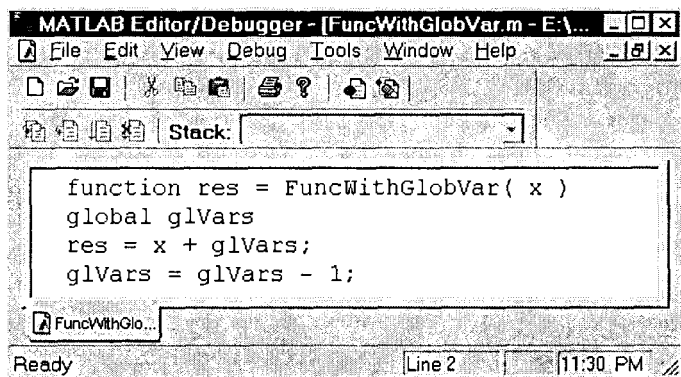 MATLAB Editor/Debugger - [FuncWithGlobVar.m - E:\...
File Edit View Debug Tools Window Help
Stack:
function res = FuncWithGlobVar( x )
global glVars
res = x + glVars;
glVars = glVars - 1;
FuncWithGlo...
Ready Line 2 11:30 PM